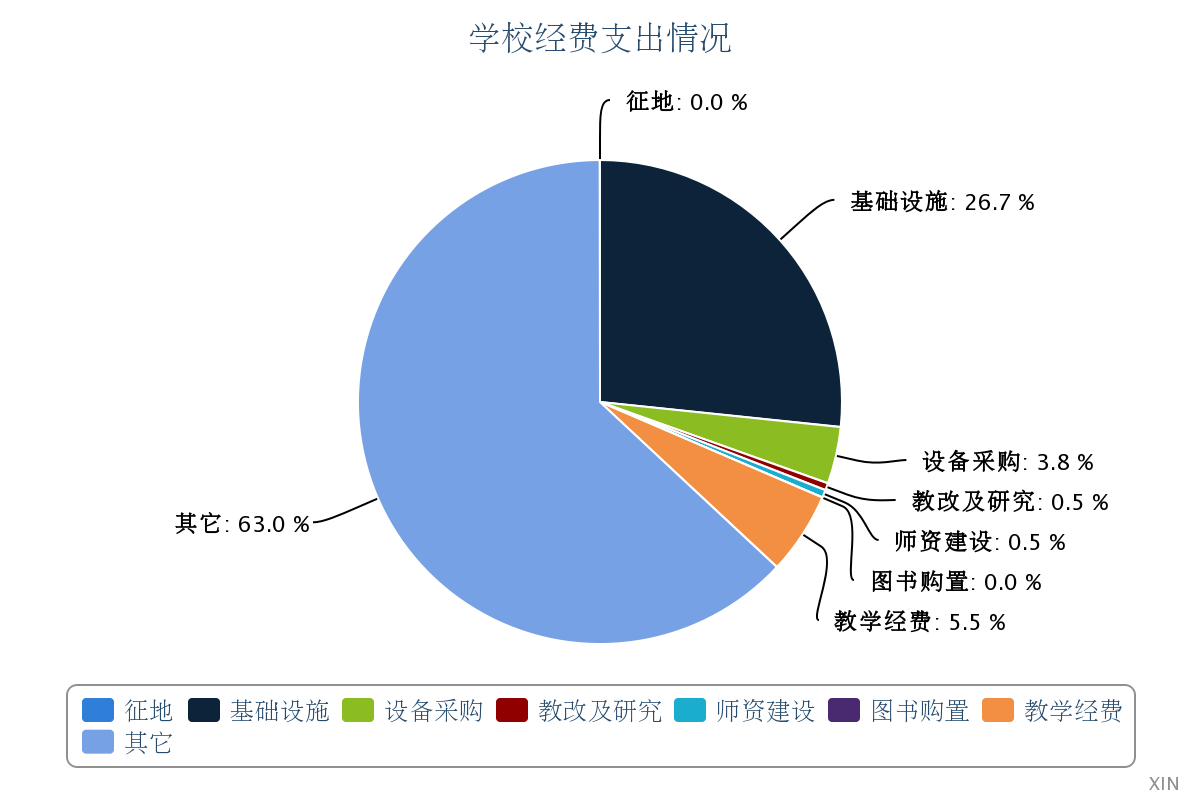 学校经费支出情况
征地: 0.0 %
基础设施: 26.7 %
设备采购: 3.8 %
教改及研究: 0.5 %
其它: 63.0 %
师资建设: 0.5 %
图书购置: 0.0 %
教学经费: 5.5 %
征地 基础设施 设备采购 教改及研究 师资建设 图书购置 教学经费
其它
XIN